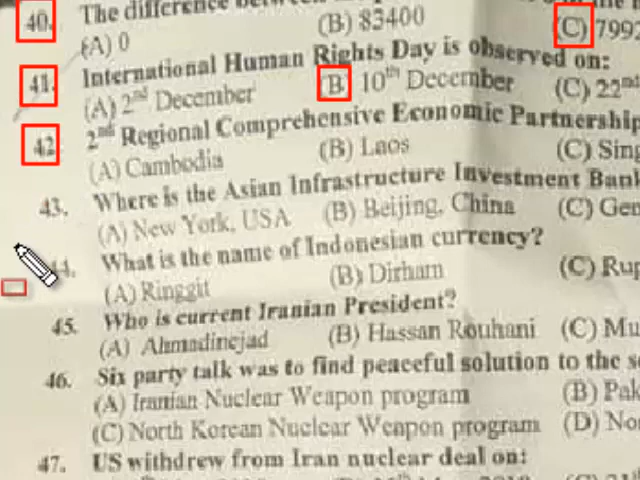 40. The difference between
(A) 0 (B) 83400 (C) 7992
41. International Human Rights Day is observed on:
(A) 2nd December (B) 10th December (C) 22nd
42. 2nd Regional Comprehensive Economic Partnership
(A) Cambodia (B) Laos (C) Sing
43. Where is the Asian Infrastructure Investment Bank
(A) New York, USA (B) Beijing, China (C) Ger
44. What is the name of Indonesian currency?
(A) Ringgit (B) Dirham (C) Rup
45. Who is current Iranian President?
(A) Ahmadinejad (B) Hassan Rouhani (C) Mu
46. Six party talk was to find peaceful solution to the
(A) Iranian Nuclear Weapon program (B) Pak
(C) North Korean Nuclear Weapon program (D) No
47. US withdrew from Iran nuclear deal on: